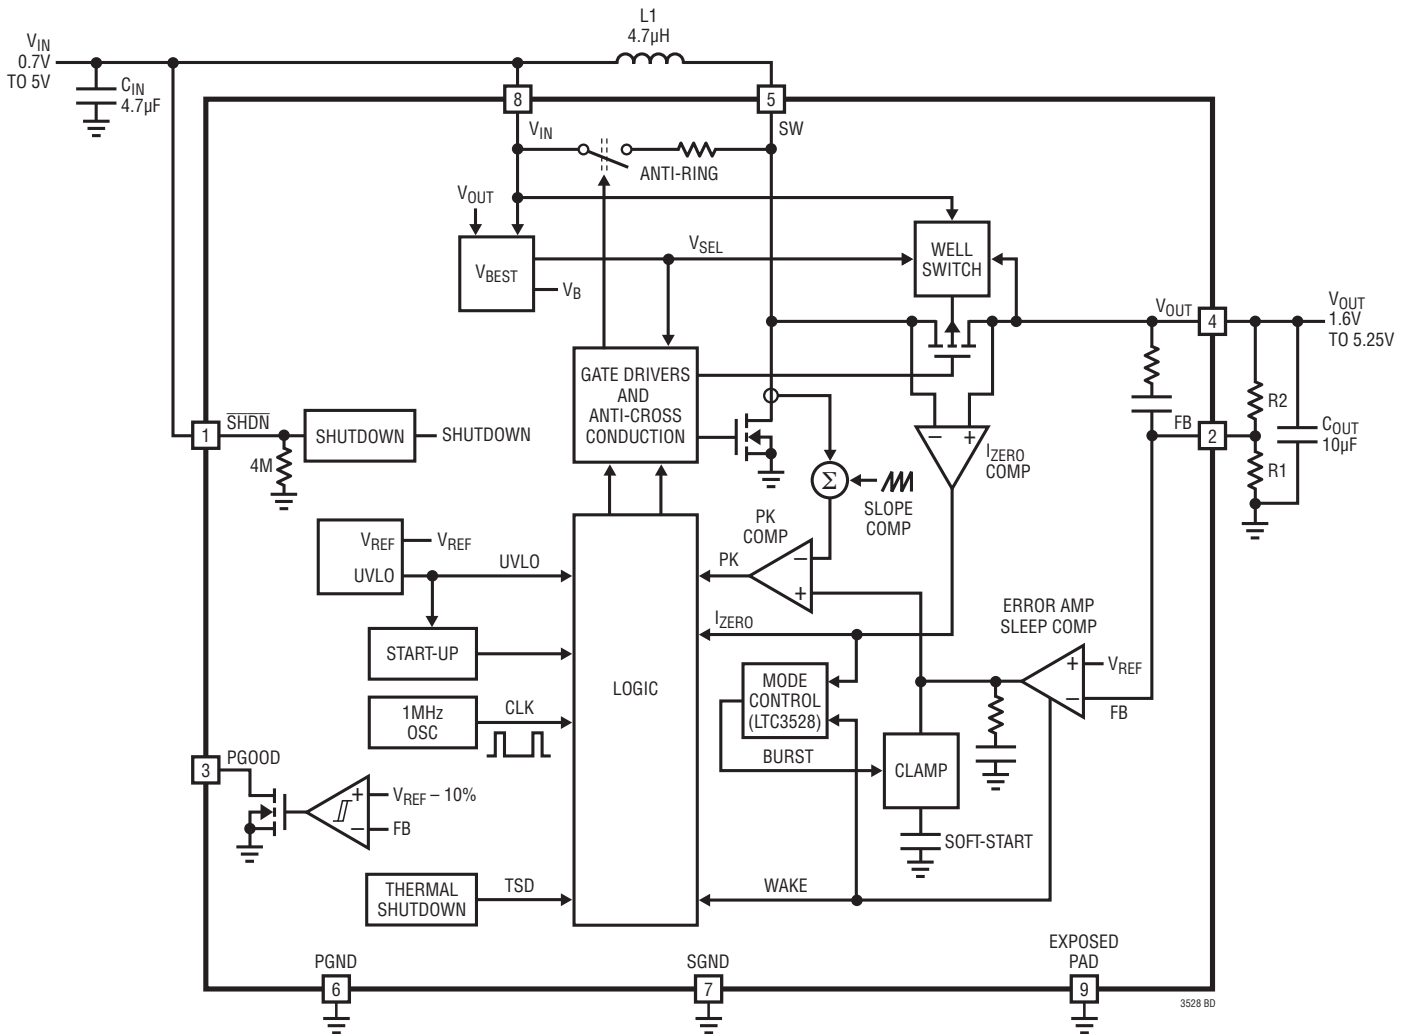 L1
4.7µH
VIN
0.7V
TO 5V
CIN
4.7µF
8
5
VIN
SW
ANTI-RING
VOUT
VSEL
WELL
SWITCH
VBEST
VB
VOUT
4
VOUT
1.6V
TO 5.25V
GATE DRIVERS
AND
ANTI-CROSS
CONDUCTION
R2
SHDN
1
SHUTDOWN
SHUTDOWN
4M
– +
IZERO
COMP
FB
2
COUT
10µF
R1
Σ
SLOPE
COMP
PK
COMP
VREF
VREF
UVLO
UVLO
PK
–
+
ERROR AMP
SLEEP COMP
IZERO
START-UP
LOGIC
MODE
CONTROL
(LTC3528)
+
VREF
–
FB
1MHz
OSC
CLK
BURST
CLAMP
3
PGOOD
+
VREF – 10%
–
FB
SOFT-START
THERMAL
SHUTDOWN
TSD
WAKE
PGND
6
SGND
7
EXPOSED
PAD
9
3528 BD